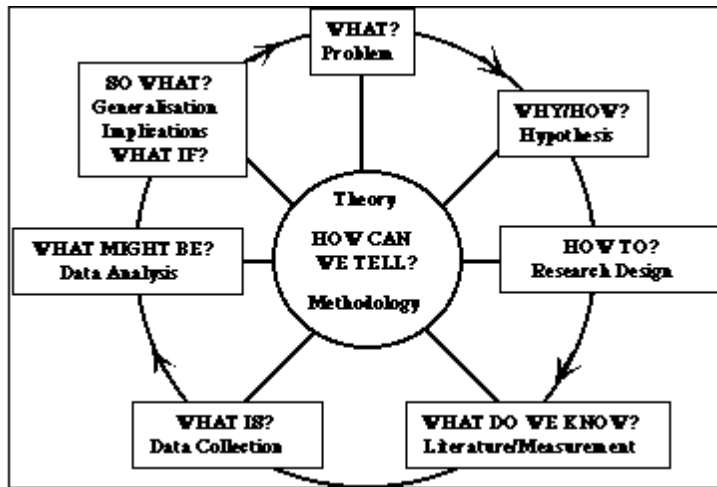 WHAT?
Problem
WHY/HOW?
Hypothesis
HOW TO?
Research Design
WHAT DO WE KNOW?
Literature/Measurement
WHAT IS?
Data Collection
WHAT MIGHT BE?
Data Analysis
SO WHAT?
Generalisation
Implications
WHAT IF?
Theory
HOW CAN
WE TELL?
Methodology